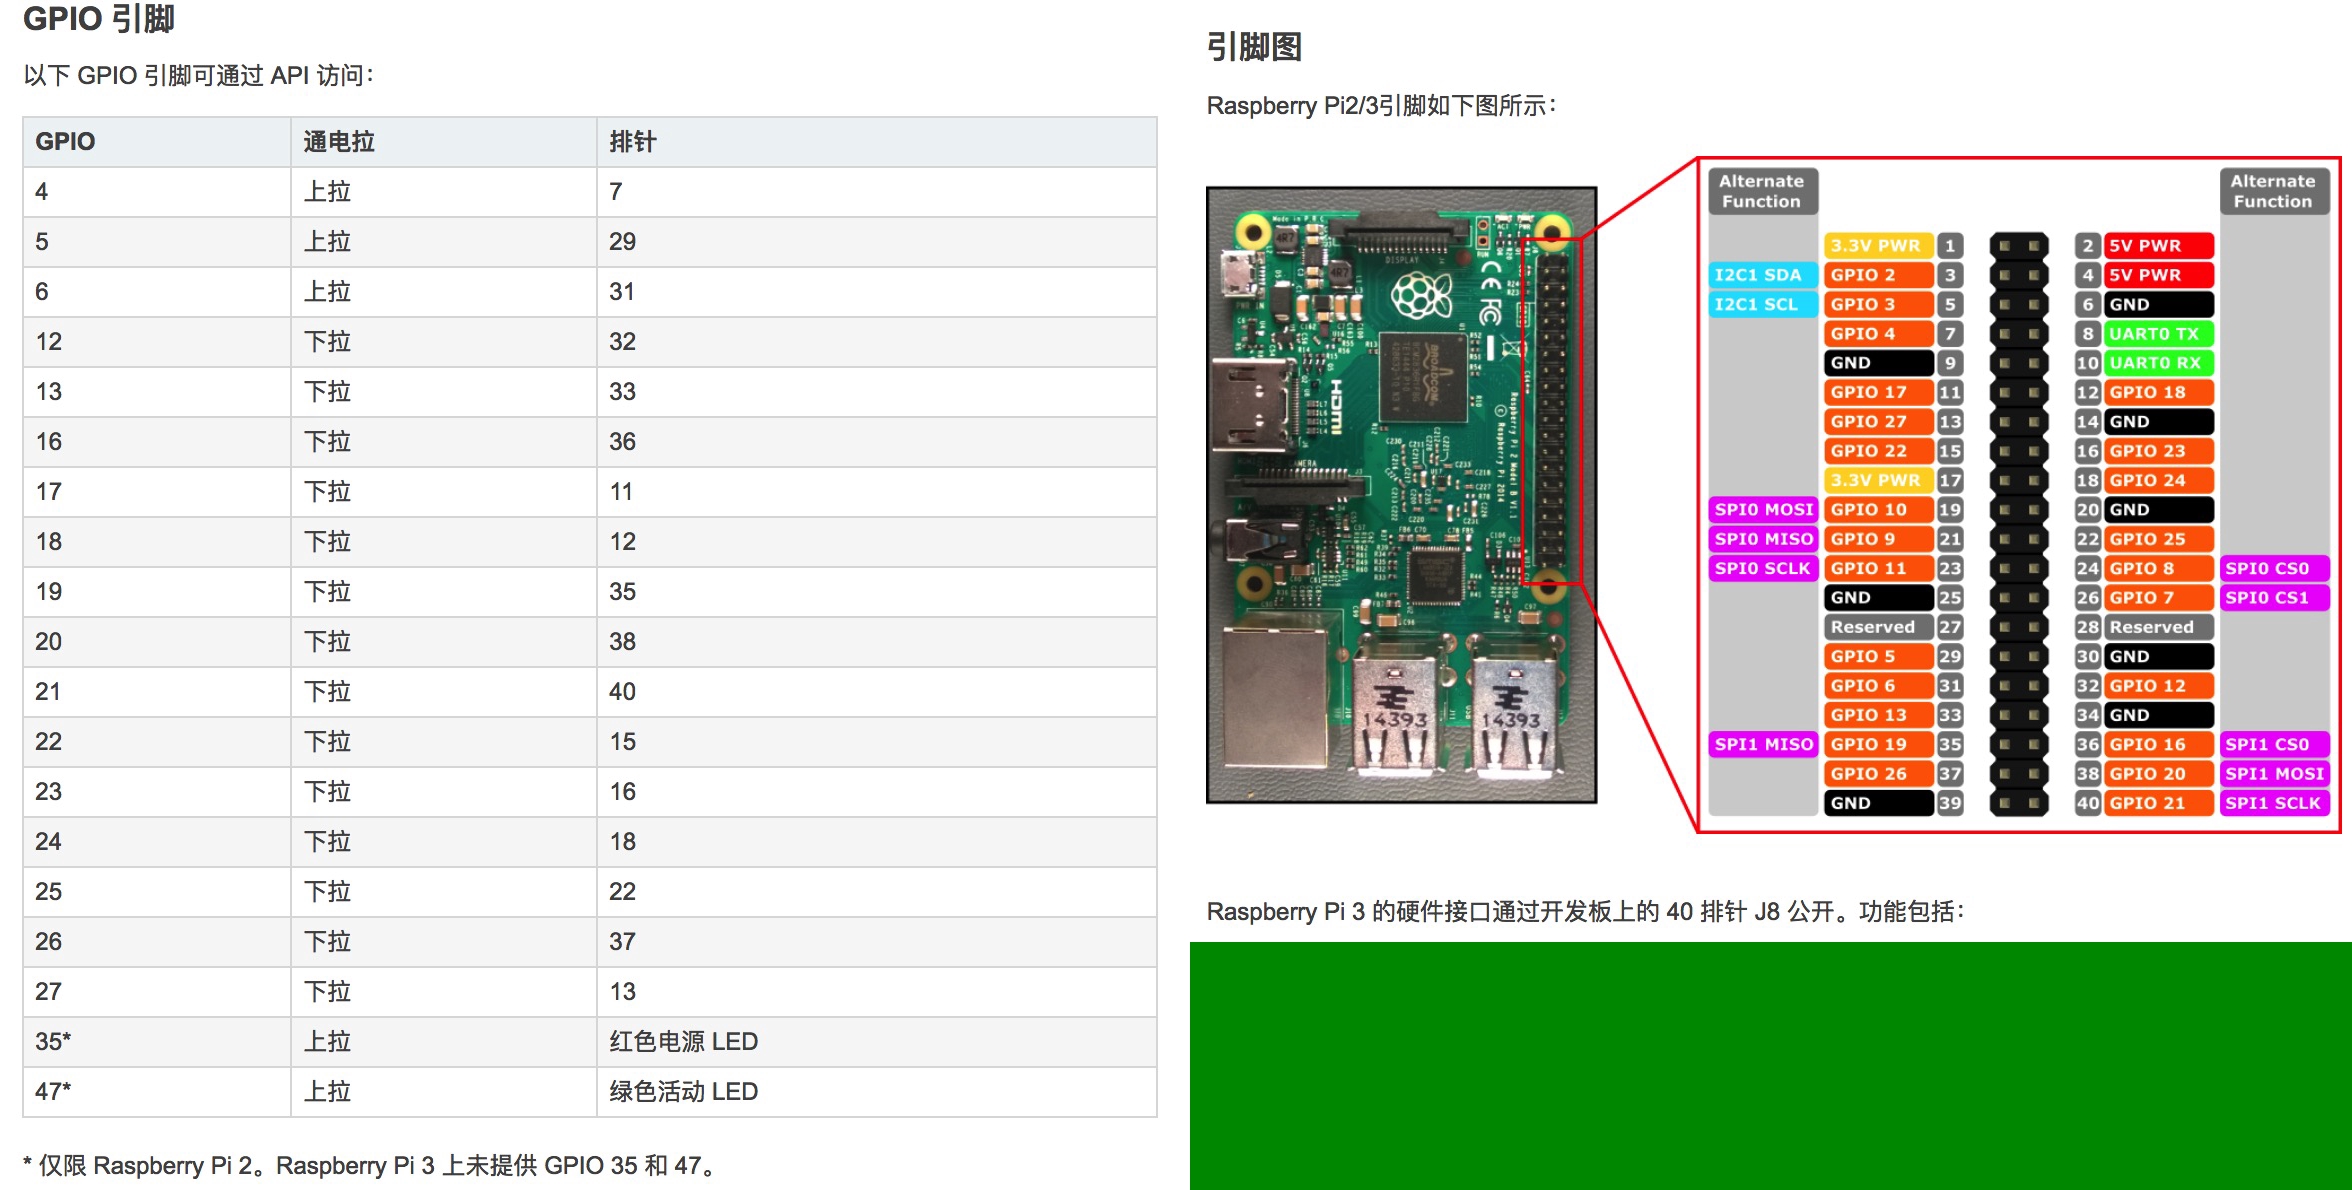 GPIO 引脚
以下 GPIO 引脚可通过 API 访问：
GPIO 通电拉 排针
4 上拉 7
5 上拉 29
6 上拉 31
12 下拉 32
13 下拉 33
16 下拉 36
17 下拉 11
18 下拉 12
19 下拉 35
20 下拉 38
21 下拉 40
22 下拉 15
23 下拉 16
24 下拉 18
25 下拉 22
26 下拉 37
27 下拉 13
35* 上拉 红色电源 LED
47* 上拉 绿色活动 LED
* 仅限 Raspberry Pi 2。Raspberry Pi 3 上未提供 GPIO 35 和 47。
引脚图
Raspberry Pi2/3引脚如下图所示：
DISPLAY
HDMI
BROADCOM
Raspberry Pi 2 Model B V1.1
© Raspberry Pi 2014
14393
14393
Alternate Function Alternate Function
3.3V PWR 1 2 5V PWR
I2C1 SDA GPIO 2 3 4 5V PWR
I2C1 SCL GPIO 3 5 6 GND
GPIO 4 7 8 UART0 TX
GND 9 10 UART0 RX
GPIO 17 11 12 GPIO 18
GPIO 27 13 14 GND
GPIO 22 15 16 GPIO 23
3.3V PWR 17 18 GPIO 24
SPI0 MOSI GPIO 10 19 20 GND
SPI0 MISO GPIO 9 21 22 GPIO 25
SPI0 SCLK GPIO 11 23 24 GPIO 8 SPI0 CS0
GND 25 26 GPIO 7 SPI0 CS1
Reserved 27 28 Reserved
GPIO 5 29 30 GND
GPIO 6 31 32 GPIO 12
GPIO 13 33 34 GND
SPI1 MISO GPIO 19 35 36 GPIO 16 SPI1 CS0
GPIO 26 37 38 GPIO 20 SPI1 MOSI
GND 39 40 GPIO 21 SPI1 SCLK
Raspberry Pi 3 的硬件接口通过开发板上的 40 排针 J8 公开。功能包括：